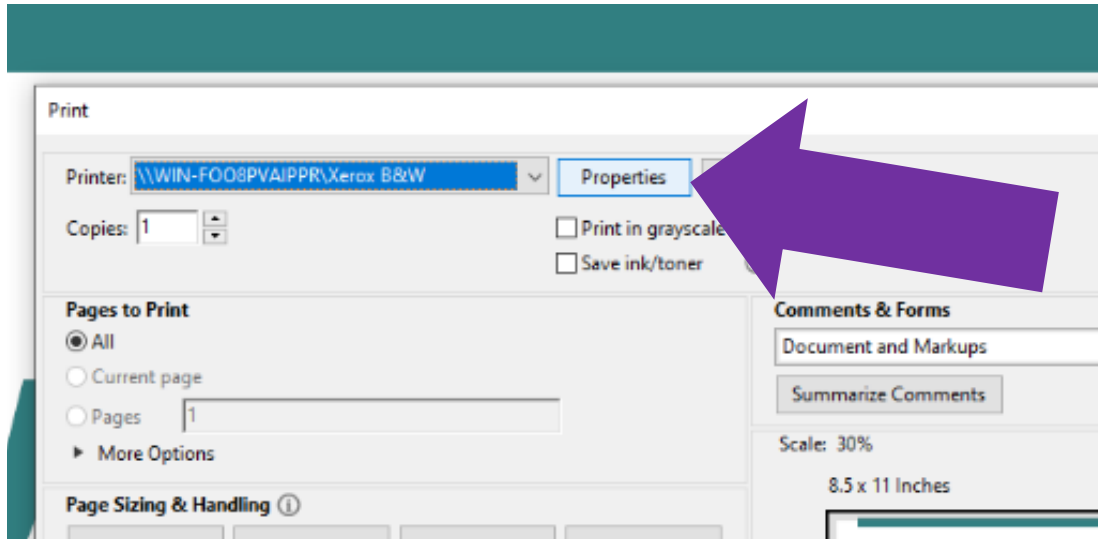 Print
Printer: \\WIN-FOO8PVAIPPR\Xerox B&W Properties
Copies: 1 Print in grayscale
Save ink/toner
Pages to Print
All
Current page
Pages 1
More Options
Page Sizing & Handling
Comments & Forms
Document and Markups
Summarize Comments
Scale: 30%
8.5 x 11 Inches